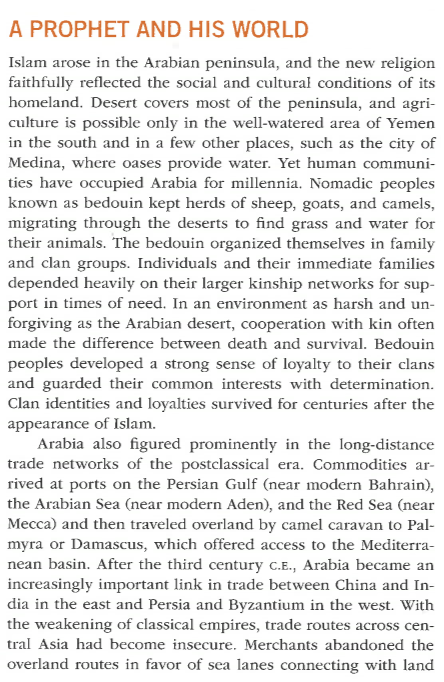 A PROPHET AND HIS WORLD
Islam arose in the Arabian peninsula, and the new religion
faithfully reflected the social and cultural conditions of its
homeland. Desert covers most of the peninsula, and agri-
culture is possible only in the well-watered area of Yemen
in the south and in a few other places, such as the city of
Medina, where oases provide water. Yet human communi-
ties have occupied Arabia for millennia. Nomadic peoples
known as bedouin kept herds of sheep, goats, and camels,
migrating through the deserts to find grass and water for
their animals. The bedouin organized themselves in family
and clan groups. Individuals and their immediate families
depended heavily on their larger kinship networks for sup-
port in times of need. In an environment as harsh and un-
forgiving as the Arabian desert, cooperation with kin often
made the difference between death and survival. Bedouin
peoples developed a strong sense of loyalty to their clans
and guarded their common interests with determination.
Clan identities and loyalties survived for centuries after the
appearance of Islam.
Arabia also figured prominently in the long-distance
trade networks of the postclassical era. Commodities ar-
rived at ports on the Persian Gulf (near modern Bahrain),
the Arabian Sea (near modern Aden), and the Red Sea (near
Mecca) and then traveled overland by camel caravan to Pal-
myra or Damascus, which offered access to the Mediterra-
nean basin. After the third century C.E., Arabia became an
increasingly important link in trade between China and In-
dia in the east and Persia and Byzantium in the west. With
the weakening of classical empires, trade routes across cen-
tral Asia had become insecure. Merchants abandoned the
overland routes in favor of sea lanes connecting with land